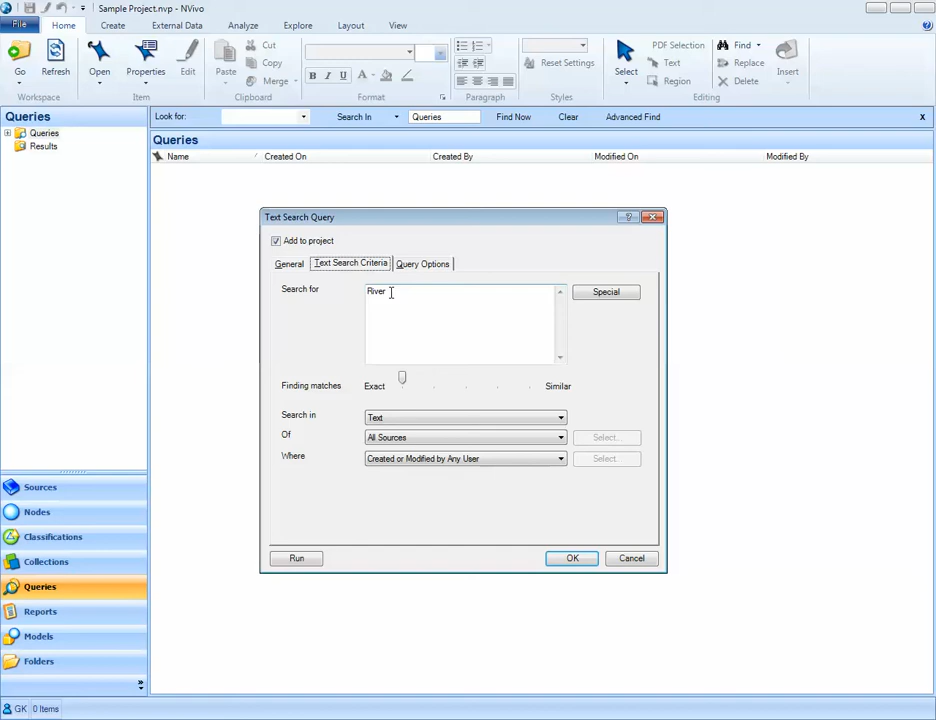 Sample Project.nvp - NVivo
File Home Create External Data Analyze Explore Layout View
Go Refresh Open Properties Edit Paste Cut Copy Merge B I U A Reset Settings Select PDF Selection Text Region Find Replace Delete Insert
Workspace Item Clipboard Format Paragraph Styles Editing
Queries Look for: Search In Queries Find Now Clear Advanced Find x
Queries
Results
Queries
Name Created On Created By Modified On Modified By
Text Search Query
Add to project
General Text Search Criteria Query Options
Search for River Special
Finding matches Exact Similar
Search in Text
Of All Sources Select...
Where Created or Modified by Any User Select...
Run OK Cancel
Sources
Nodes
Classifications
Collections
Queries
Reports
Models
Folders
GK 0 Items